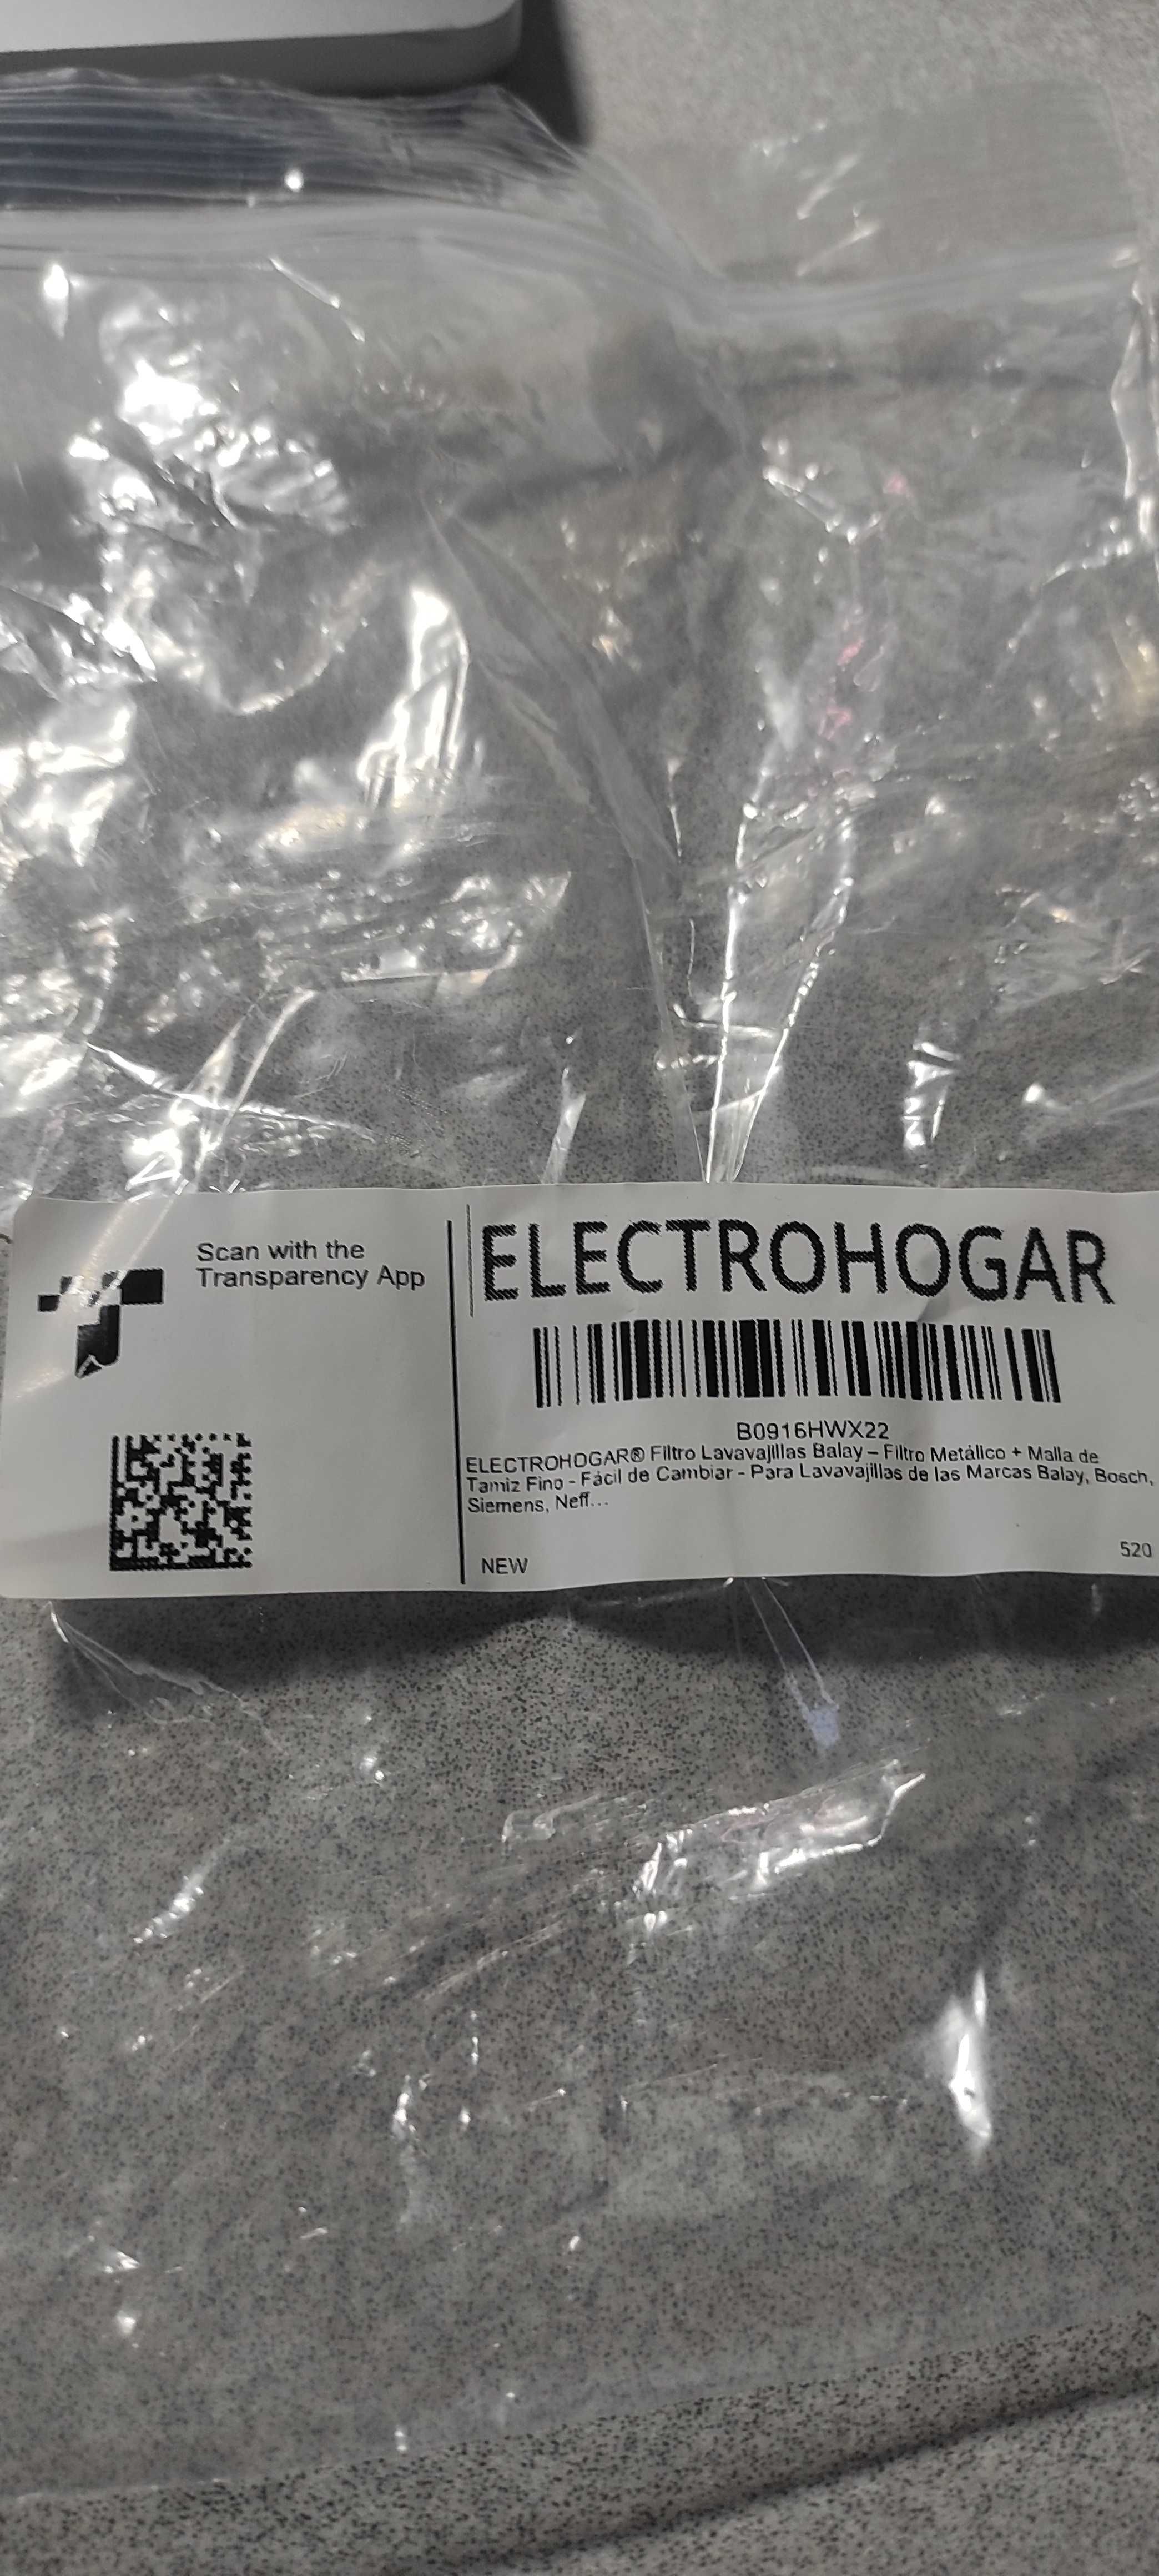 Scan with the
Transparency App
ELECTROHOGAR
B0916HWX22
ELECTROHOGAR® Filtro Lavavajillas Balay – Filtro Metálico + Malla de
Tamiz Fino - Fácil de Cambiar - Para Lavavajillas de las Marcas Balay, Bosch,
Siemens, Neff...
NEW
520